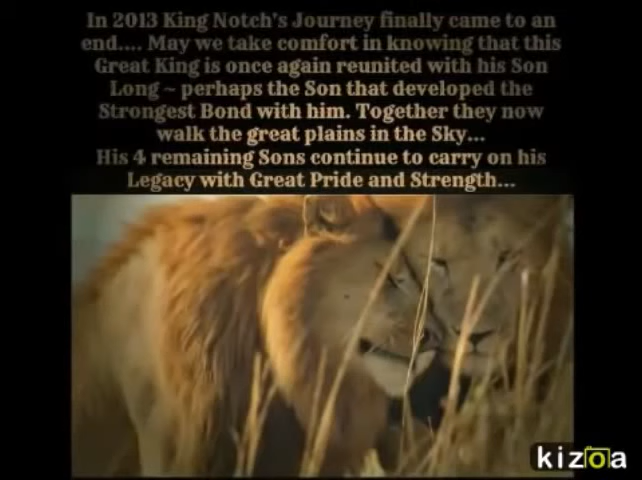 In 2013 King Notch's Journey finally came to an
end.... May we take comfort in knowing that this
Great King is once again reunited with his Son
Long ~ perhaps the Son that developed the
Strongest Bond with him. Together they now
walk the great plains in the Sky...
His 4 remaining Sons continue to carry on his
Legacy with Great Pride and Strength...
kizoa